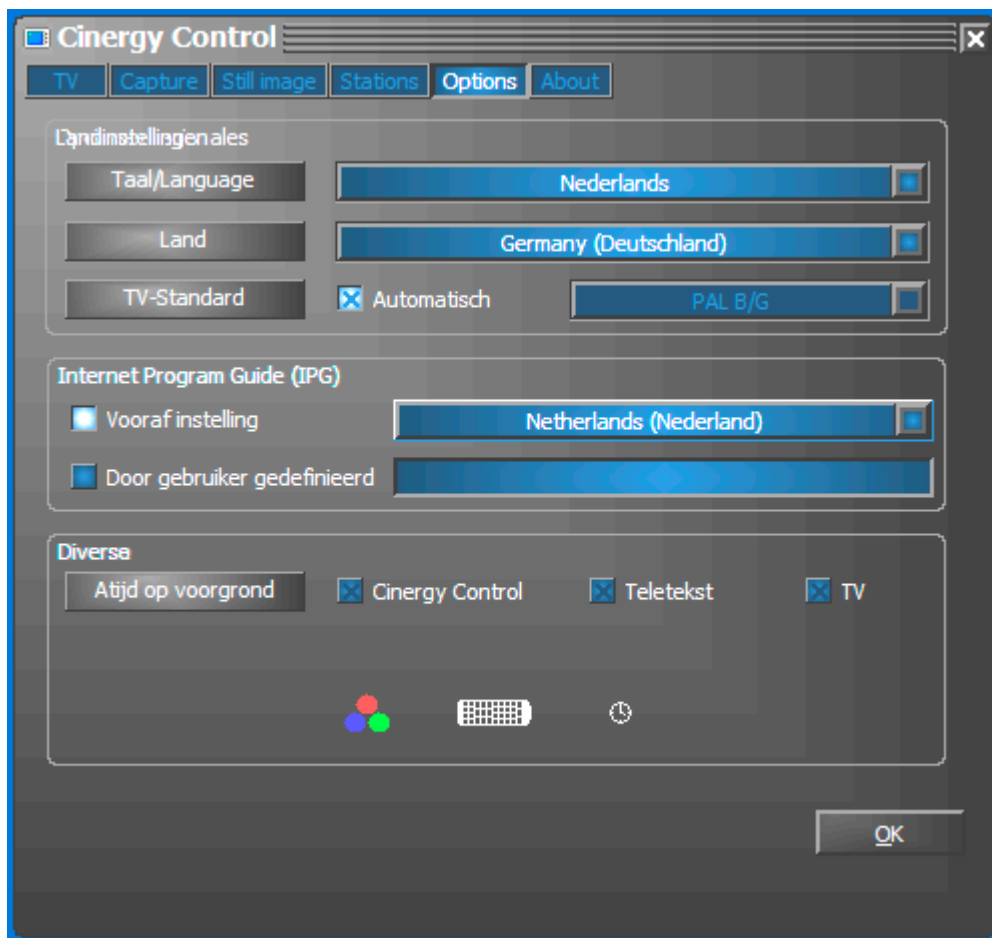 Cinergy Control
TV Capture Still image Stations Options About
Taal/Language Nederlands
Land Germany (Deutschland)
TV-Standard Automatisch PAL B/G
Internet Program Guide (IPG)
Vooraf instelling Netherlands (Nederland)
Door gebruiker gedefinieerd
Diverse
Atijd op voorgrond Cinergy Control Teletekst TV
OK